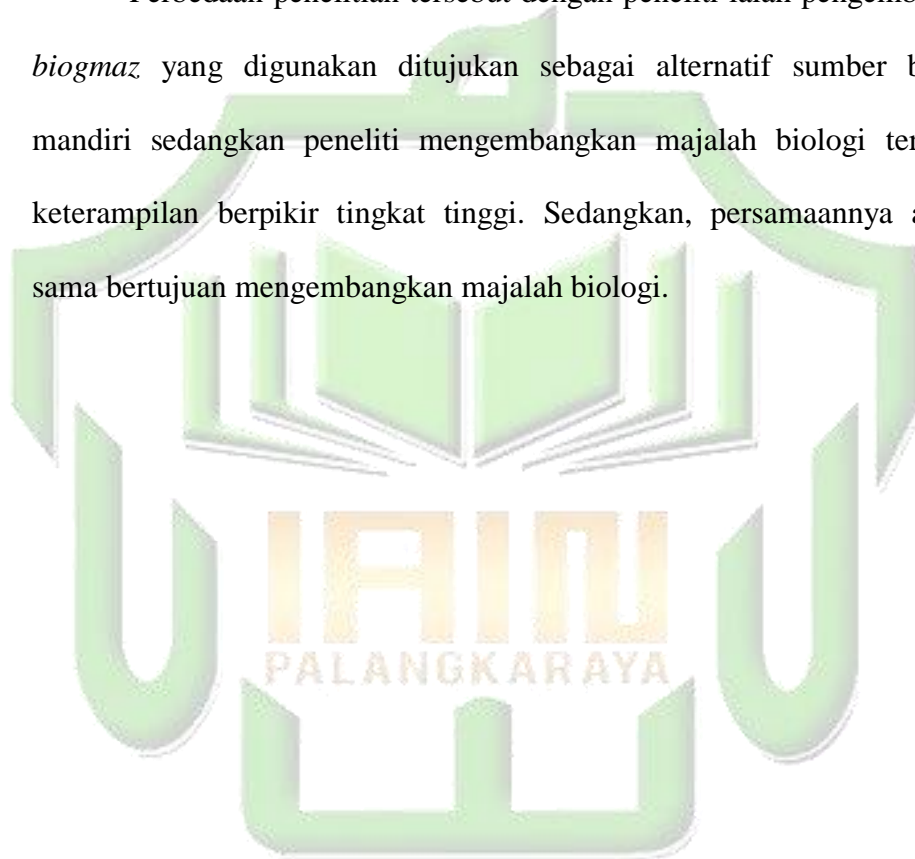 Perbedaan penelitian tersebut dengan peneliti ialah
biogmaz yang digunakan ditujukan sebagai alternatif sumber
mandiri sedangkan peneliti mengembangkan majalah biologi
keterampilan berpikir tingkat tinggi. Sedangkan, persamaannya
sama bertujuan mengembangkan majalah biologi.
IAIN
PALANGKARAYA